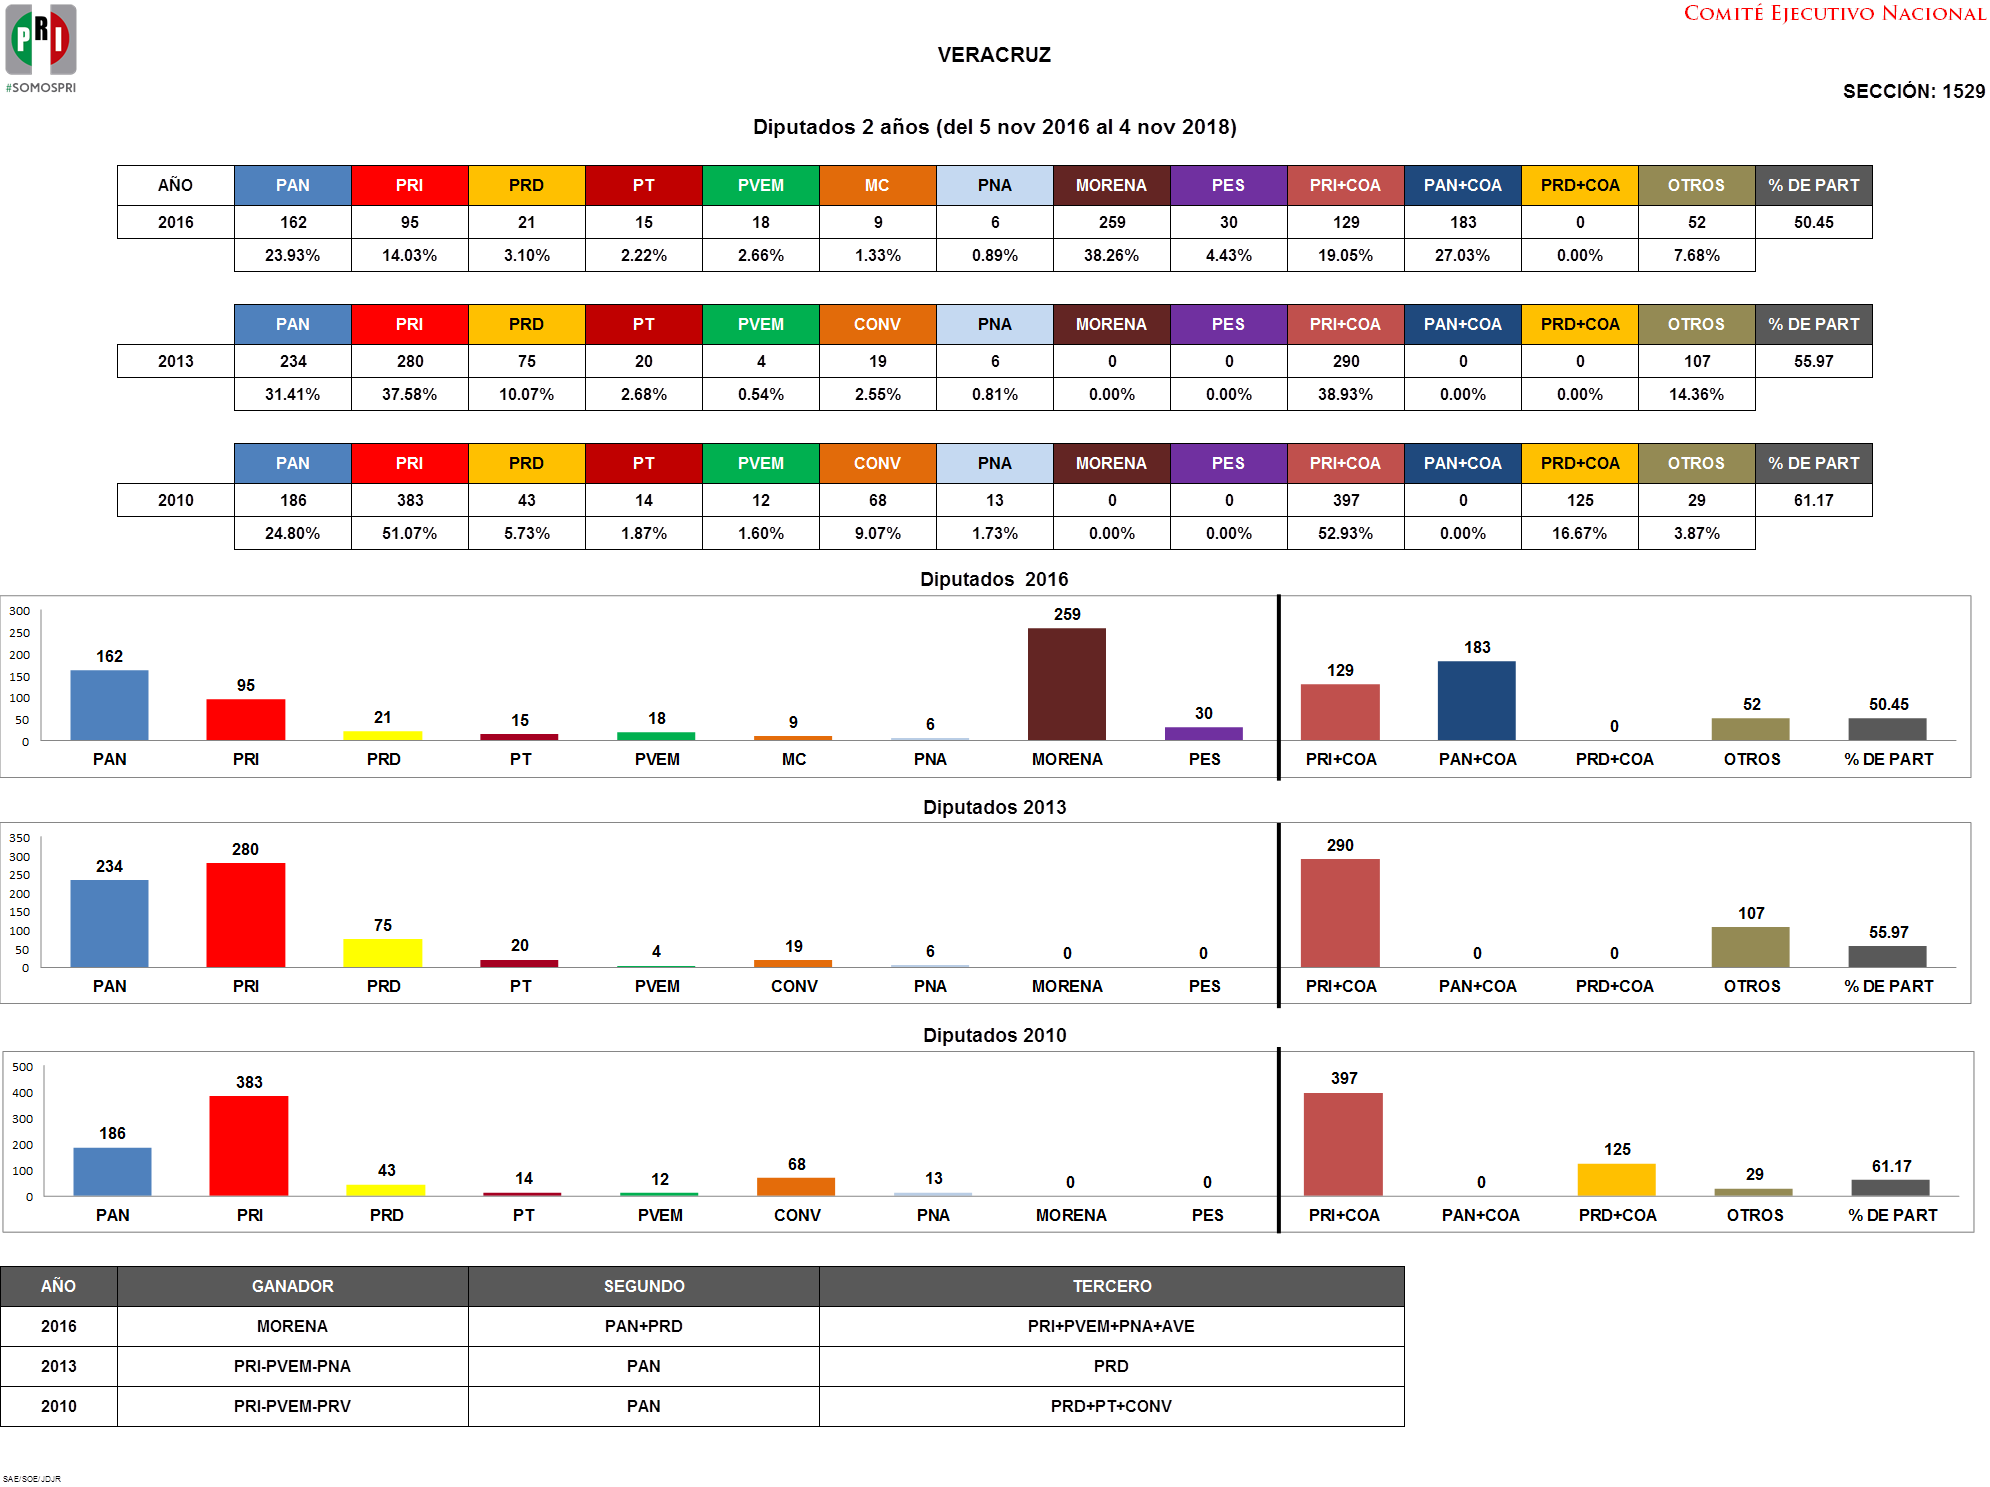 COMITÉ EJECUTIVO NACIONAL
PRI
#SOMOSPRI
VERACRUZ
SECCIÓN: 1529
Diputados 2 años (del 5 nov 2016 al 4 nov 2018)
AÑO PAN PRI PRD PT PVEM MC PNA MORENA PES PRI+COA PAN+COA PRD+COA OTROS % DE PART
2016 162 95 21 15 18 9 6 259 30 129 183 0 52 50.45
23.93% 14.03% 3.10% 2.22% 2.66% 1.33% 0.89% 38.26% 4.43% 19.05% 27.03% 0.00% 7.68%
PAN PRI PRD PT PVEM CONV PNA MORENA PES PRI+COA PAN+COA PRD+COA OTROS % DE PART
2013 234 280 75 20 4 19 6 0 0 290 0 0 107 55.97
31.41% 37.58% 10.07% 2.68% 0.54% 2.55% 0.81% 0.00% 0.00% 38.93% 0.00% 0.00% 14.36%
PAN PRI PRD PT PVEM CONV PNA MORENA PES PRI+COA PAN+COA PRD+COA OTROS % DE PART
2010 186 383 43 14 12 68 13 0 0 397 0 125 29 61.17
24.80% 51.07% 5.73% 1.87% 1.60% 9.07% 1.73% 0.00% 0.00% 52.93% 0.00% 16.67% 3.87%
Diputados 2016
300
250
200
150
100
50
0
162 95 21 15 18 9 6 259 30 129 183 0 52 50.45
PAN PRI PRD PT PVEM MC PNA MORENA PES PRI+COA PAN+COA PRD+COA OTROS % DE PART
Diputados 2013
350
300
250
200
150
100
50
0
234 280 75 20 4 19 6 0 0 290 0 0 107 55.97
PAN PRI PRD PT PVEM CONV PNA MORENA PES PRI+COA PAN+COA PRD+COA OTROS % DE PART
Diputados 2010
500
400
300
200
100
0
186 383 43 14 12 68 13 0 0 397 0 125 29 61.17
PAN PRI PRD PT PVEM CONV PNA MORENA PES PRI+COA PAN+COA PRD+COA OTROS % DE PART
AÑO GANADOR SEGUNDO TERCERO
2016 MORENA PAN+PRD PRI+PVEM+PNA+AVE
2013 PRI-PVEM-PNA PAN PRD
2010 PRI-PVEM-PRV PAN PRD+PT+CONV
SAE/SOE/JDJR